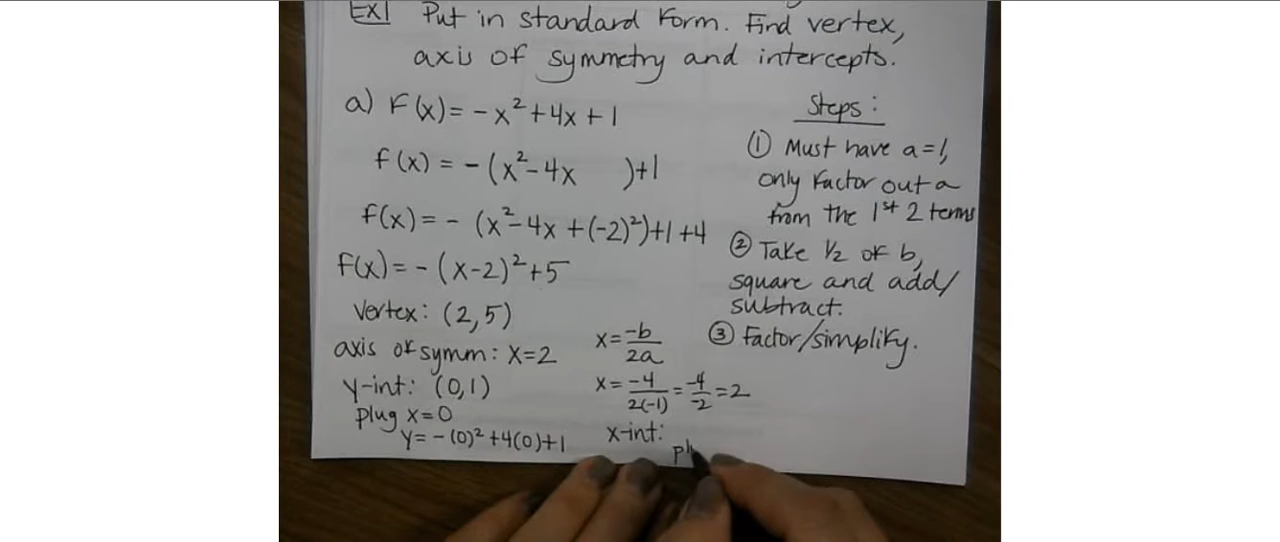 Ex1 Put in standard form. Find vertex,
axis of symmetry and intercepts.
a) F(x) = -x² + 4x + 1
f(x) = -(x² - 4x    ) + 1
f(x) = -(x² - 4x + (-2)²) + 1 + 4
f(x) = -(x-2)² + 5
vertex: (2,5)
axis of symm: x=2
y-int: (0,1)
plug x=0
y = -(0)² + 4(0) + 1
x = -b/2a
x = -4/2(-1) = -4/-2 = 2
x-int:
Steps:
① Must have a=1,
only factor out a
from the 1st 2 terms
② Take ½ of b,
square and add/
subtract.
③ Factor/simplify.